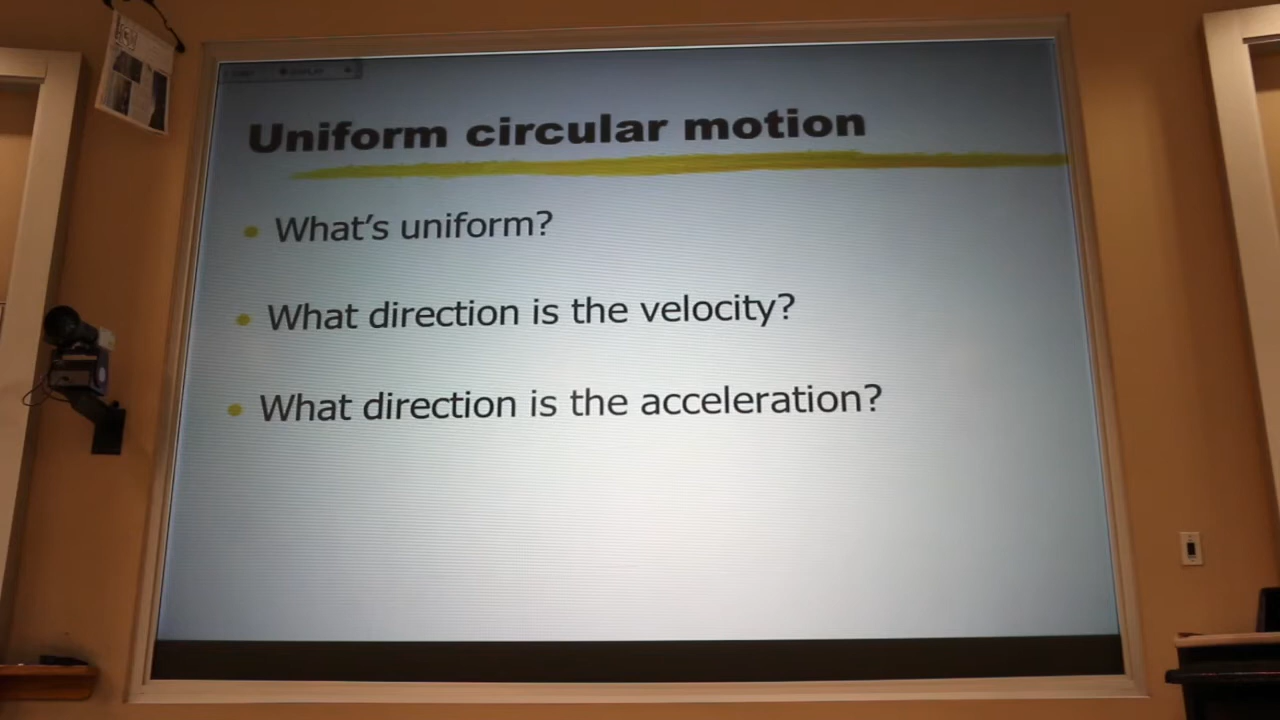 Uniform circular motion
What's uniform?
What direction is the velocity?
What direction is the acceleration?